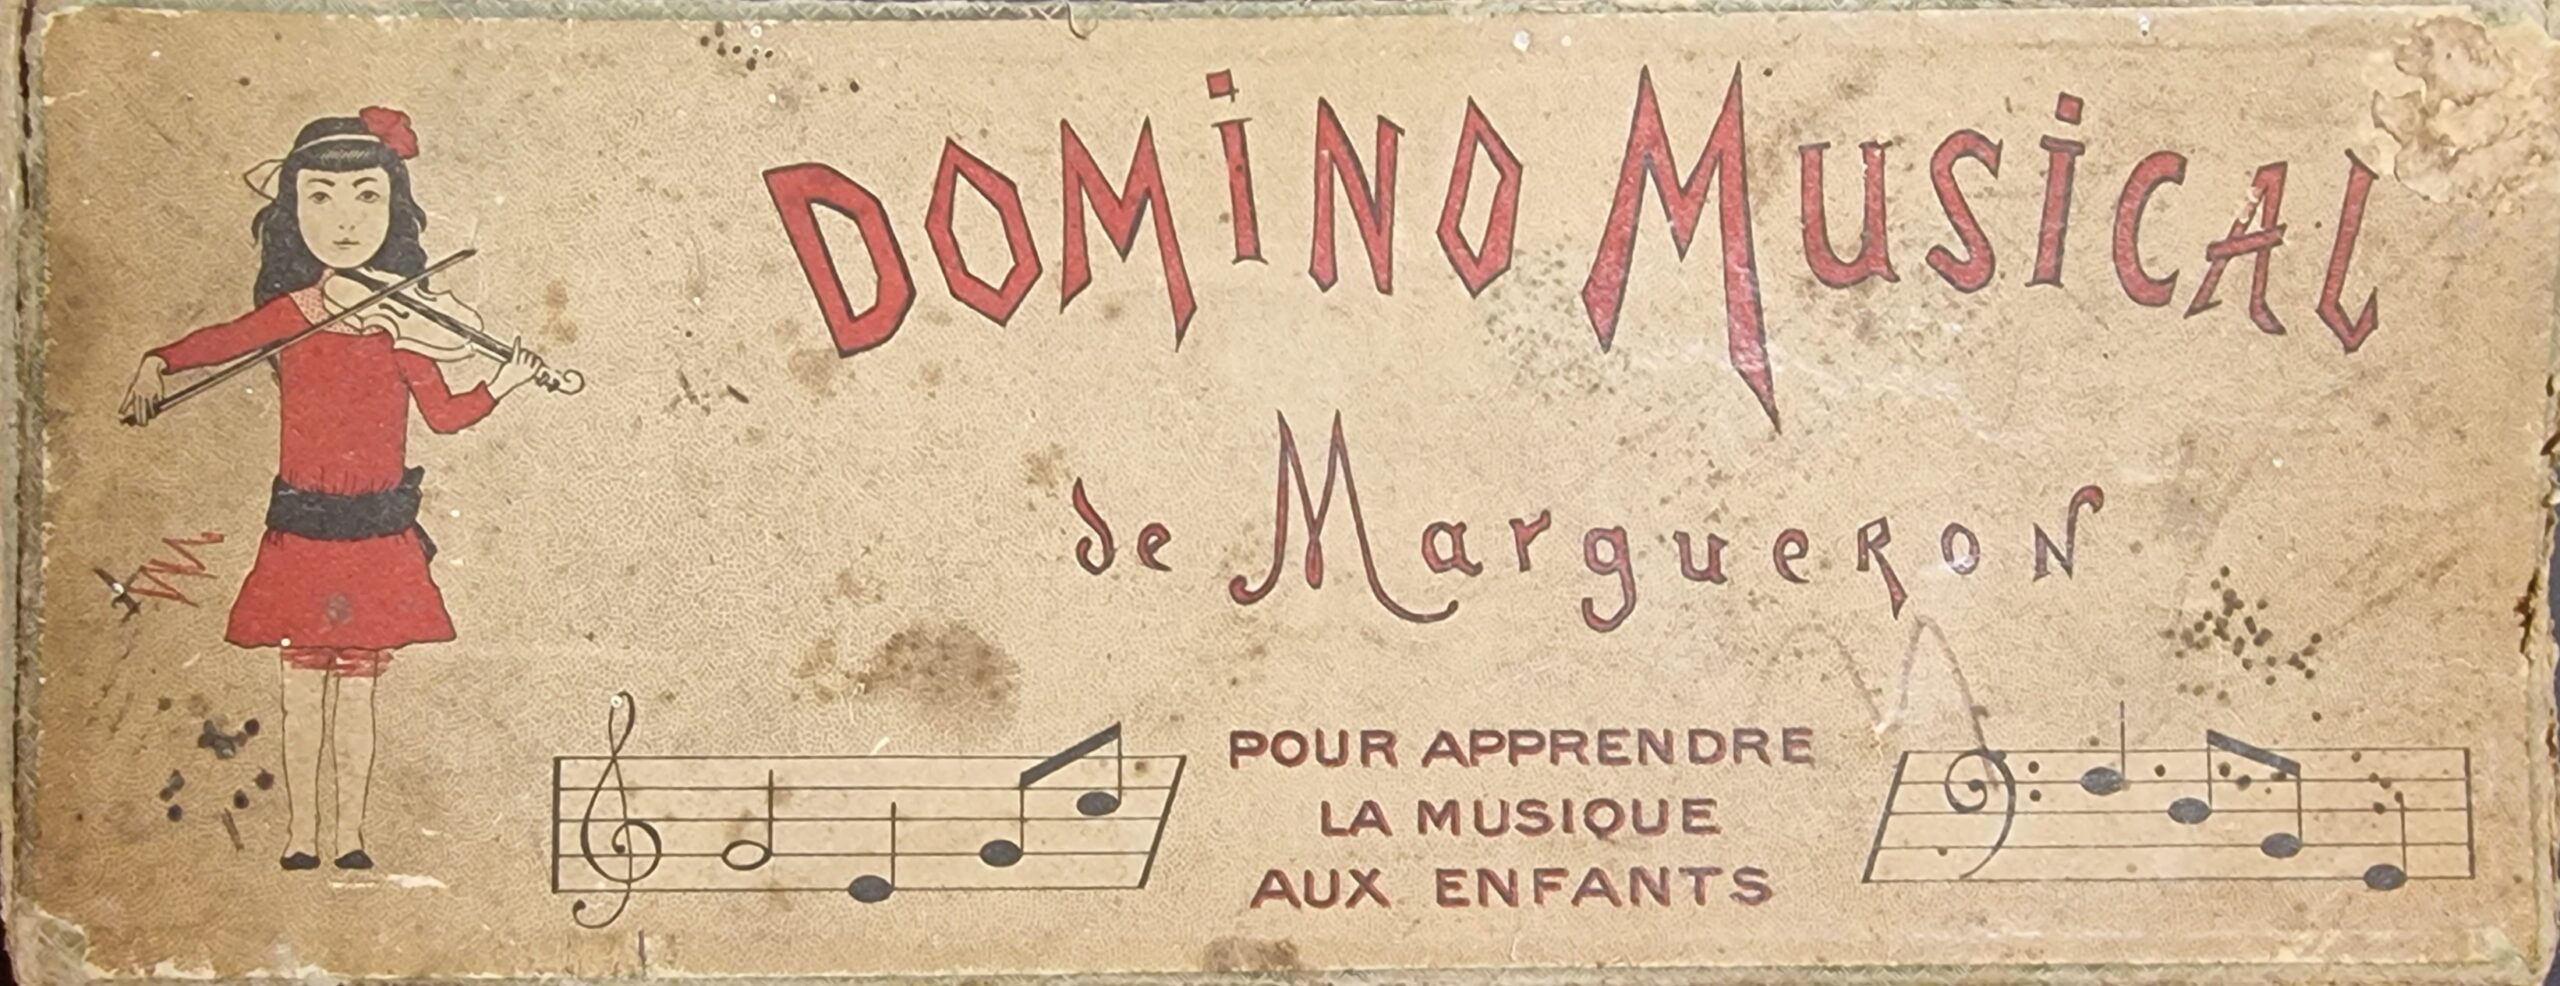 DOMINO MUSICAL
de Margueron
POUR APPRENDRE
LA MUSIQUE
AUX ENFANTS